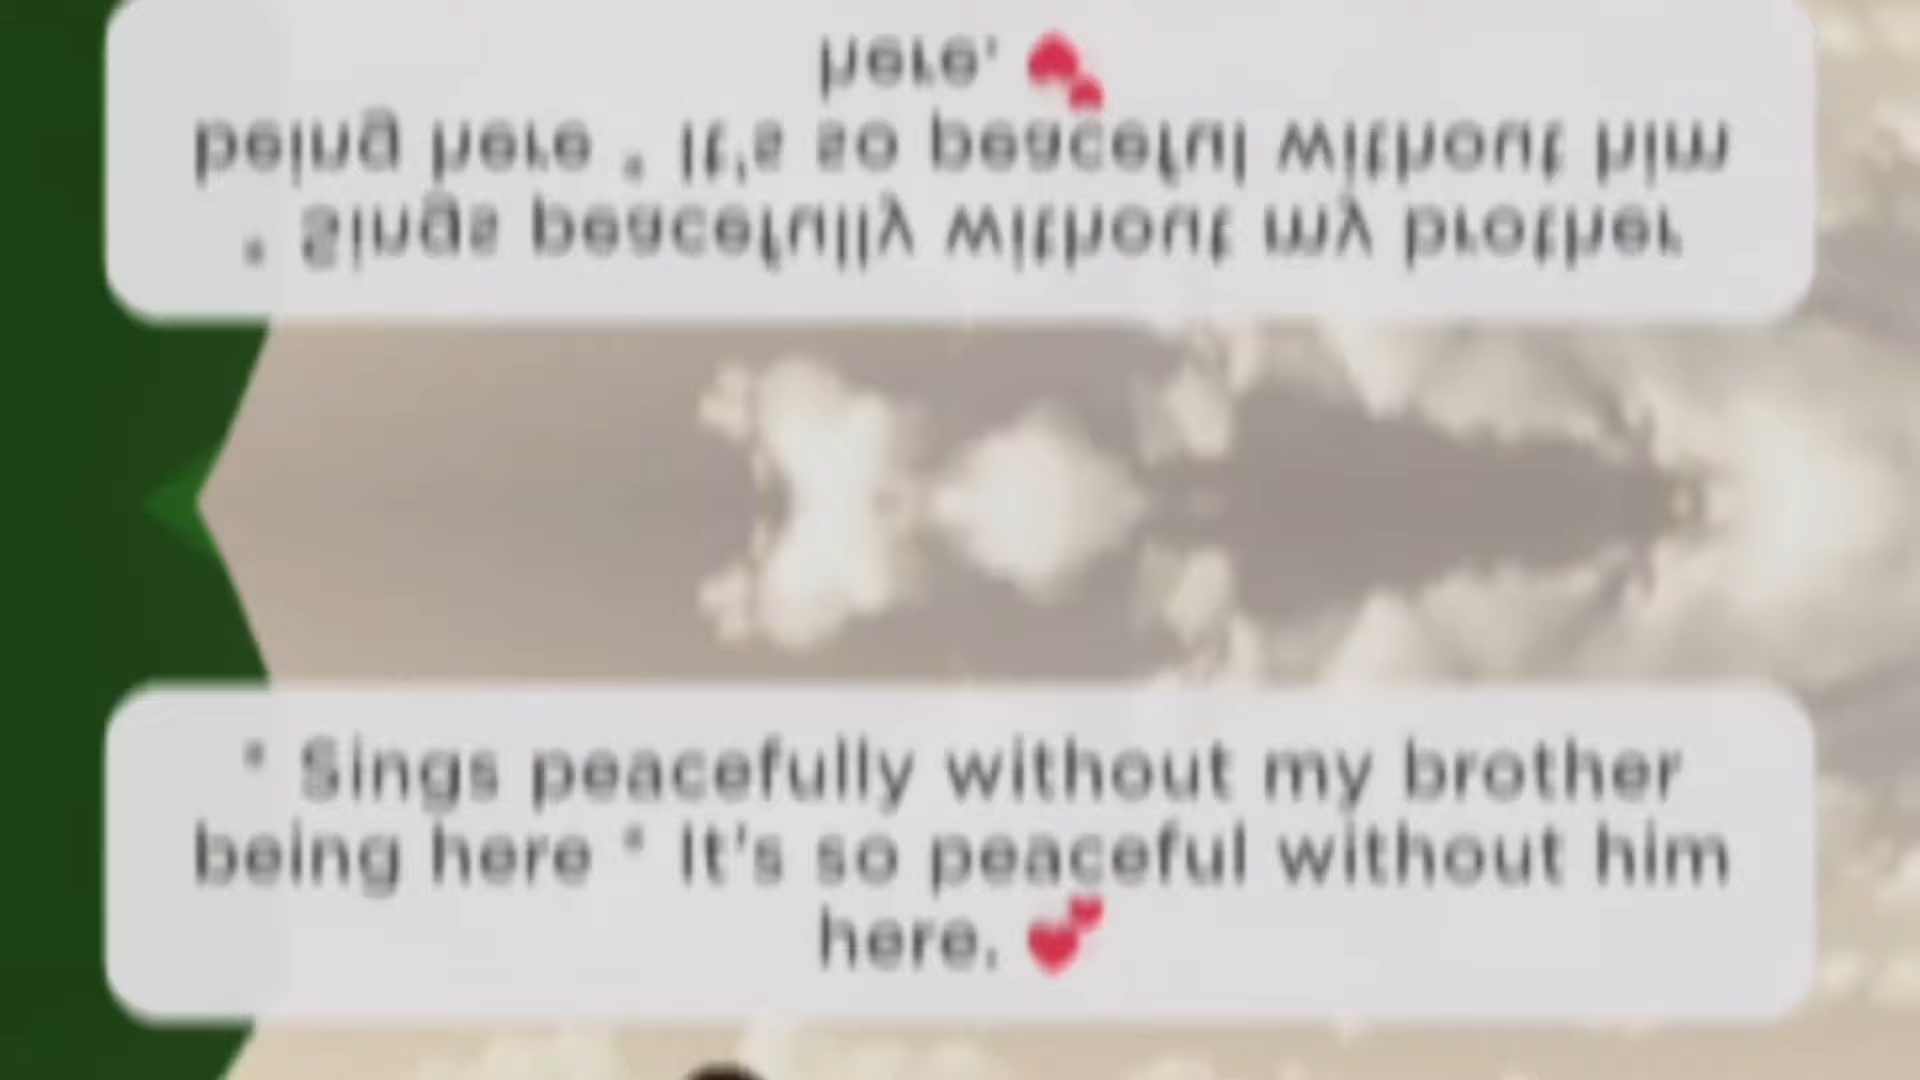 here. 💕
being here * It's so peaceful without him
* Sings peacefully without my brother
* Sings peacefully without my brother
being here * It's so peaceful without him
here. 💕